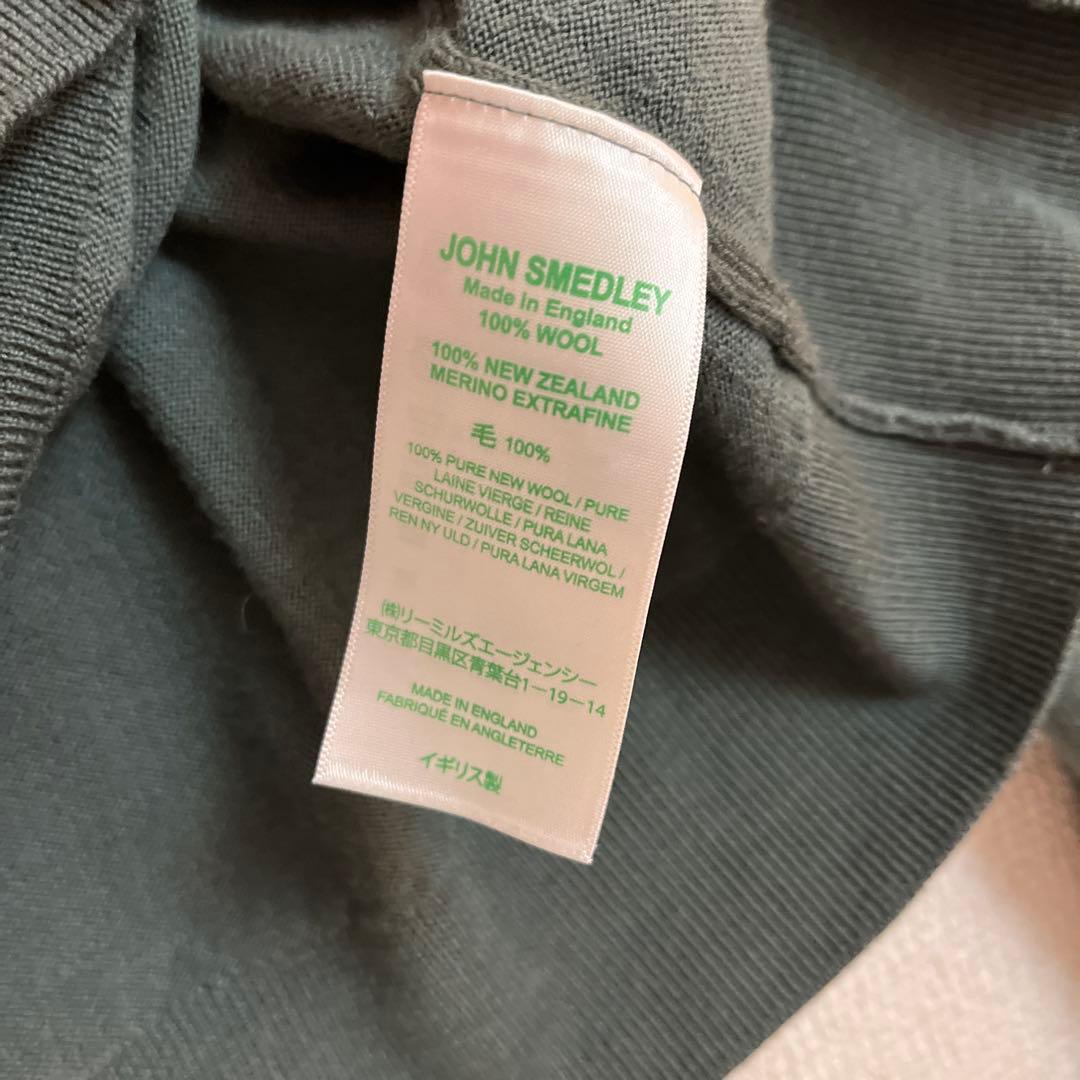 JOHN SMEDLEY
Made in England
100% WOOL
100% NEW ZEALAND
MERINO EXTRAFINE
毛 100%
100% PURE NEW WOOL / PURE
LAINE VIERGE / REINE
SCHURWOLLE / PURA LANA
VERGINE / ZUIVER SCHEERWOL /
REN NY ULD / PURA LANA VIRGEM
㈱リーミルズエージェンシー
東京都目黒区青葉台1−19−14
MADE IN ENGLAND
FABRIQUÉ EN ANGLETERRE
イギリス製